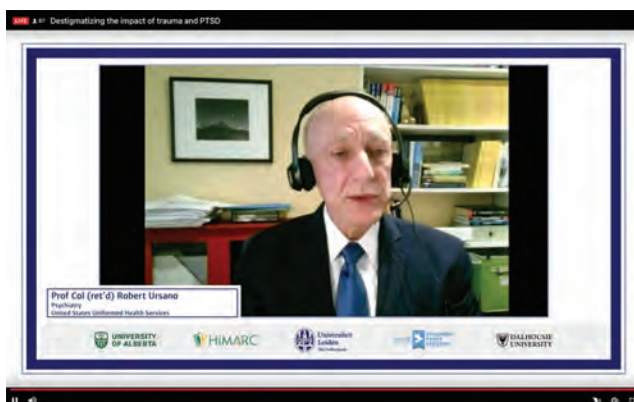 LIVE 87 Destigmatizing the impact of trauma and PTSD
Prof Col (ret'd) Robert Ursano
Psychiatry
United States Uniformed Health Services
UNIVERSITY OF ALBERTA
HiMARC
Universiteit Leiden
DALHOUSIE UNIVERSITY